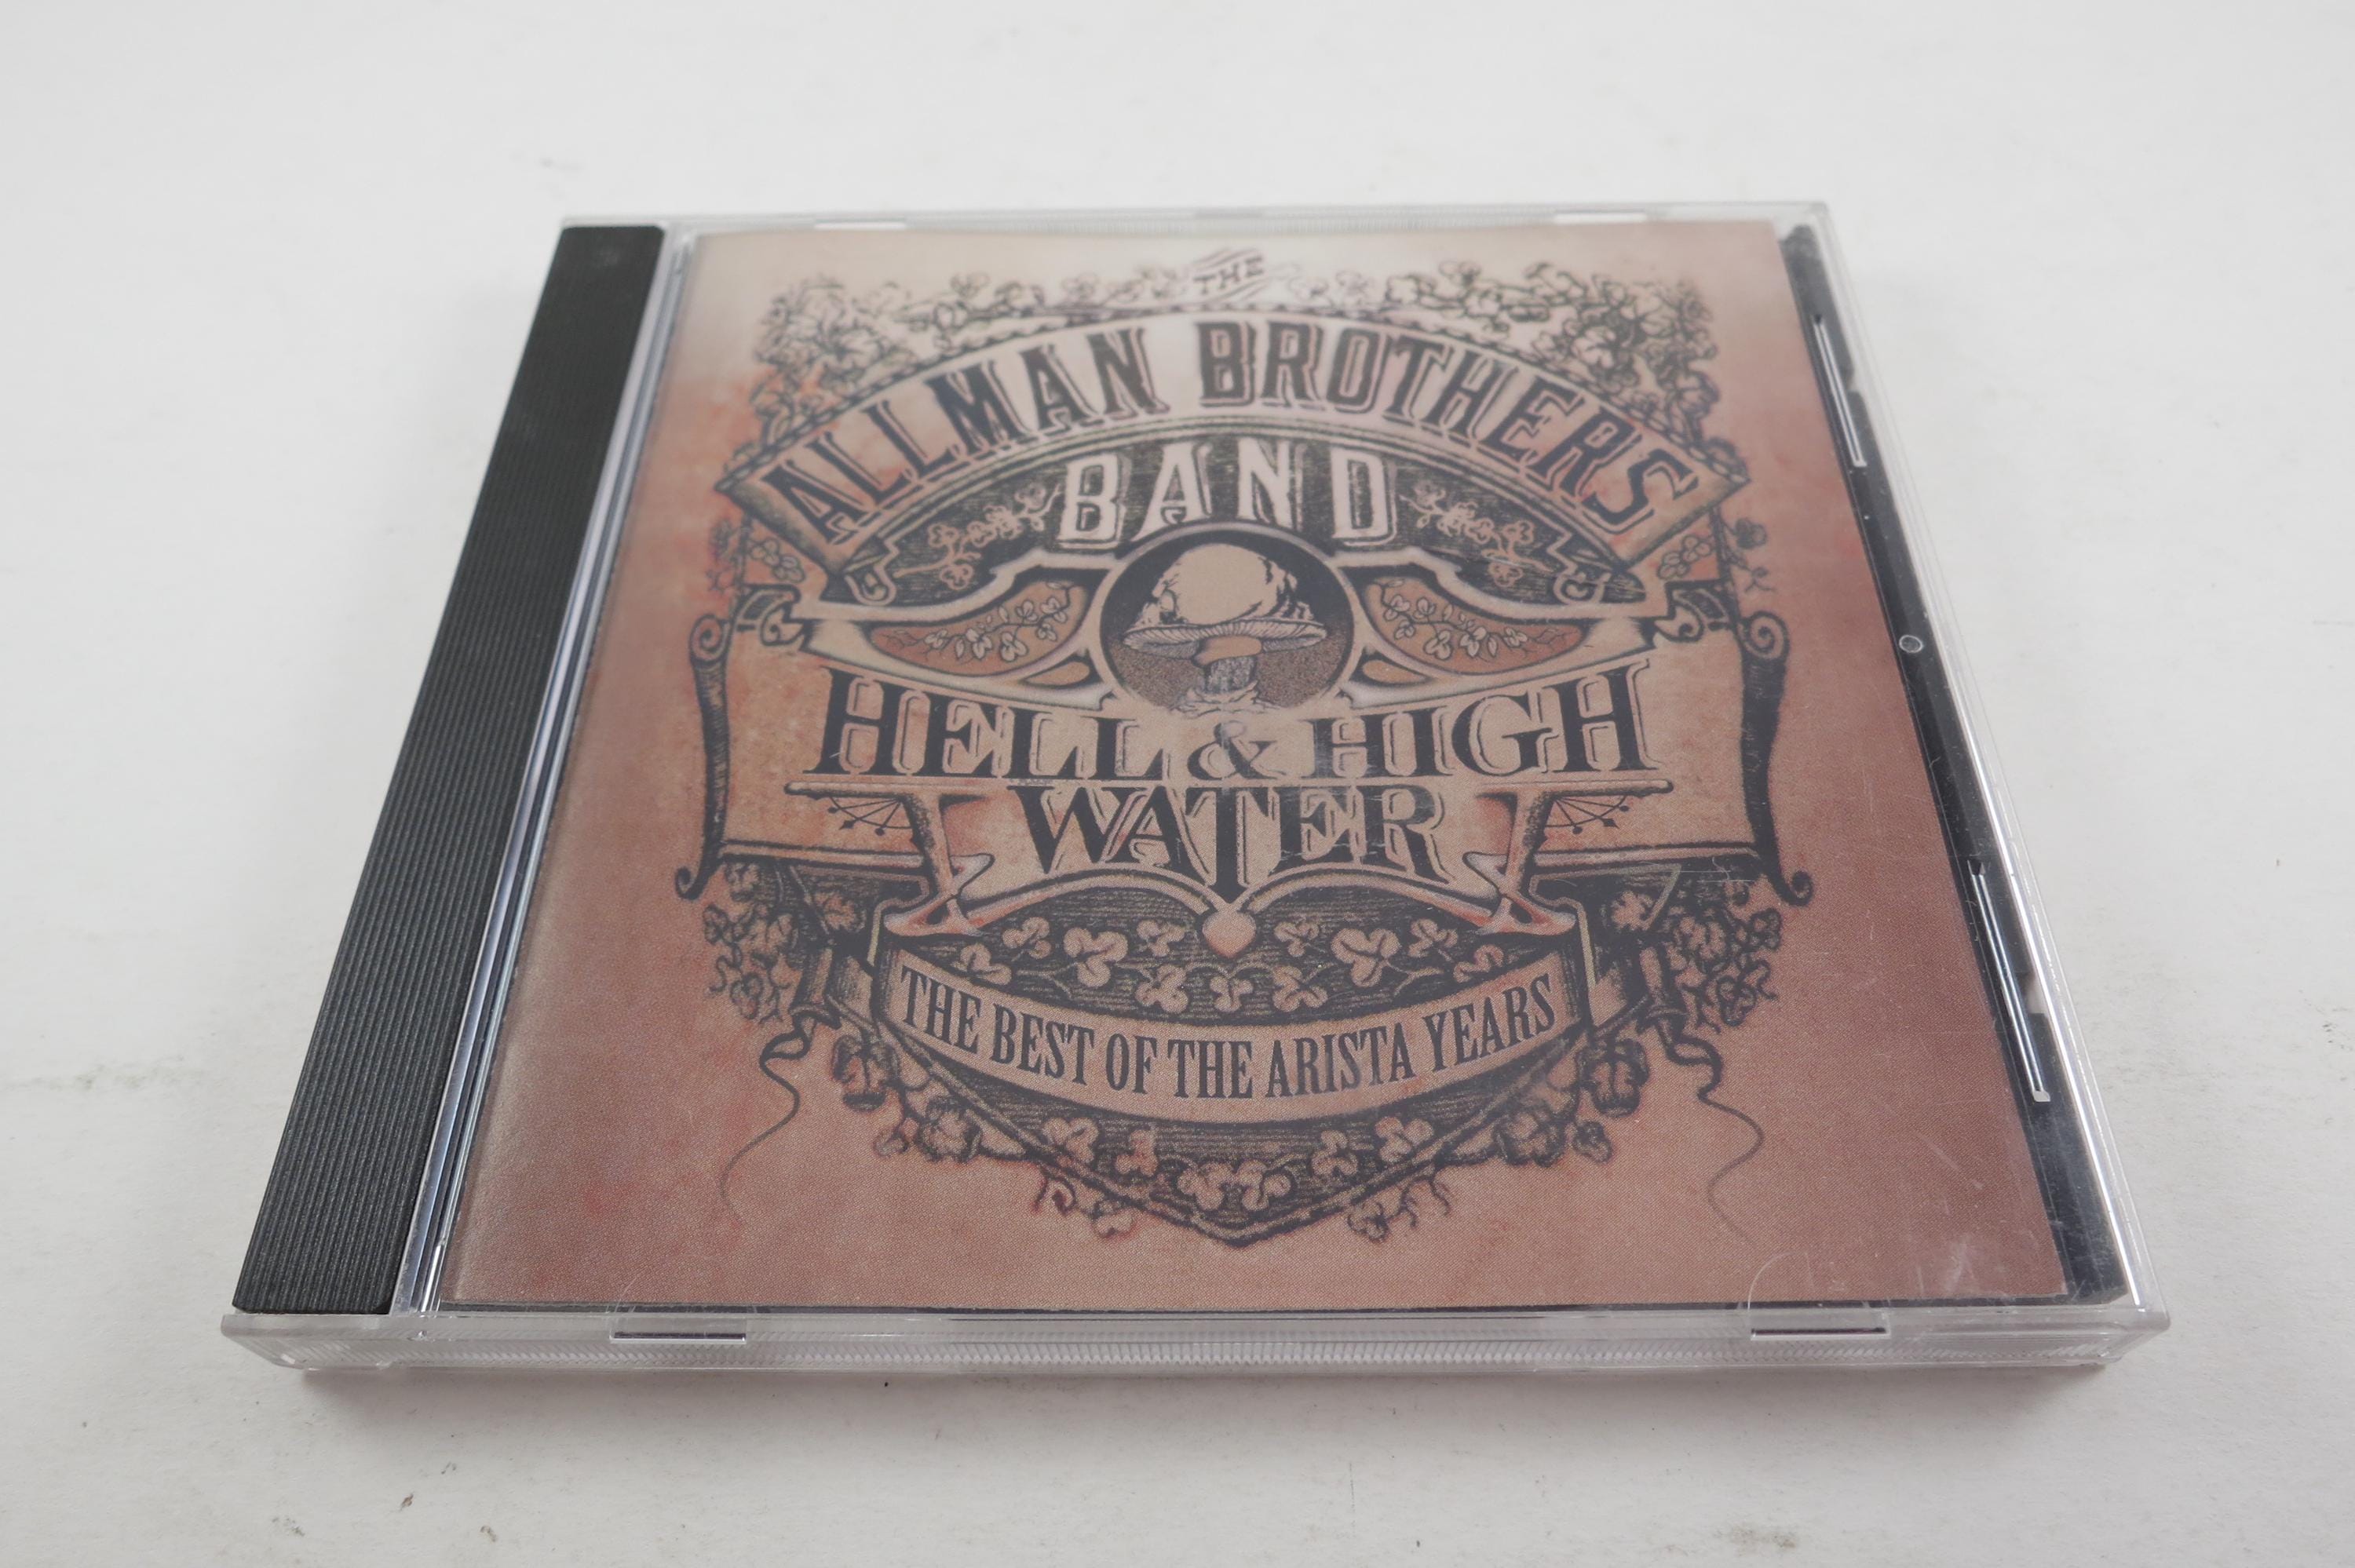 THE
ALLMAN BROTHERS
BAND
HELL & HIGH
WATER
THE BEST OF THE ARISTA YEARS